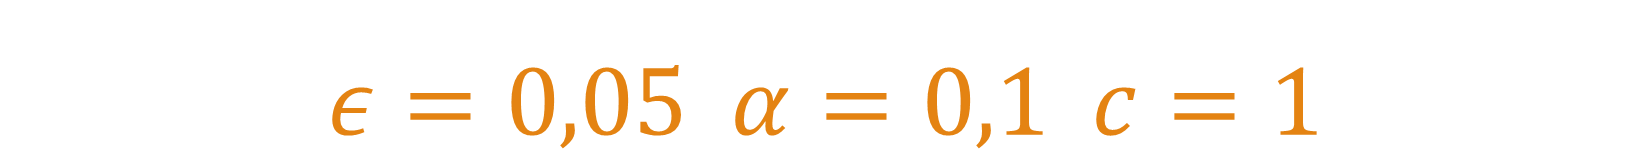 ϵ = 0,05 α = 0,1 c = 1